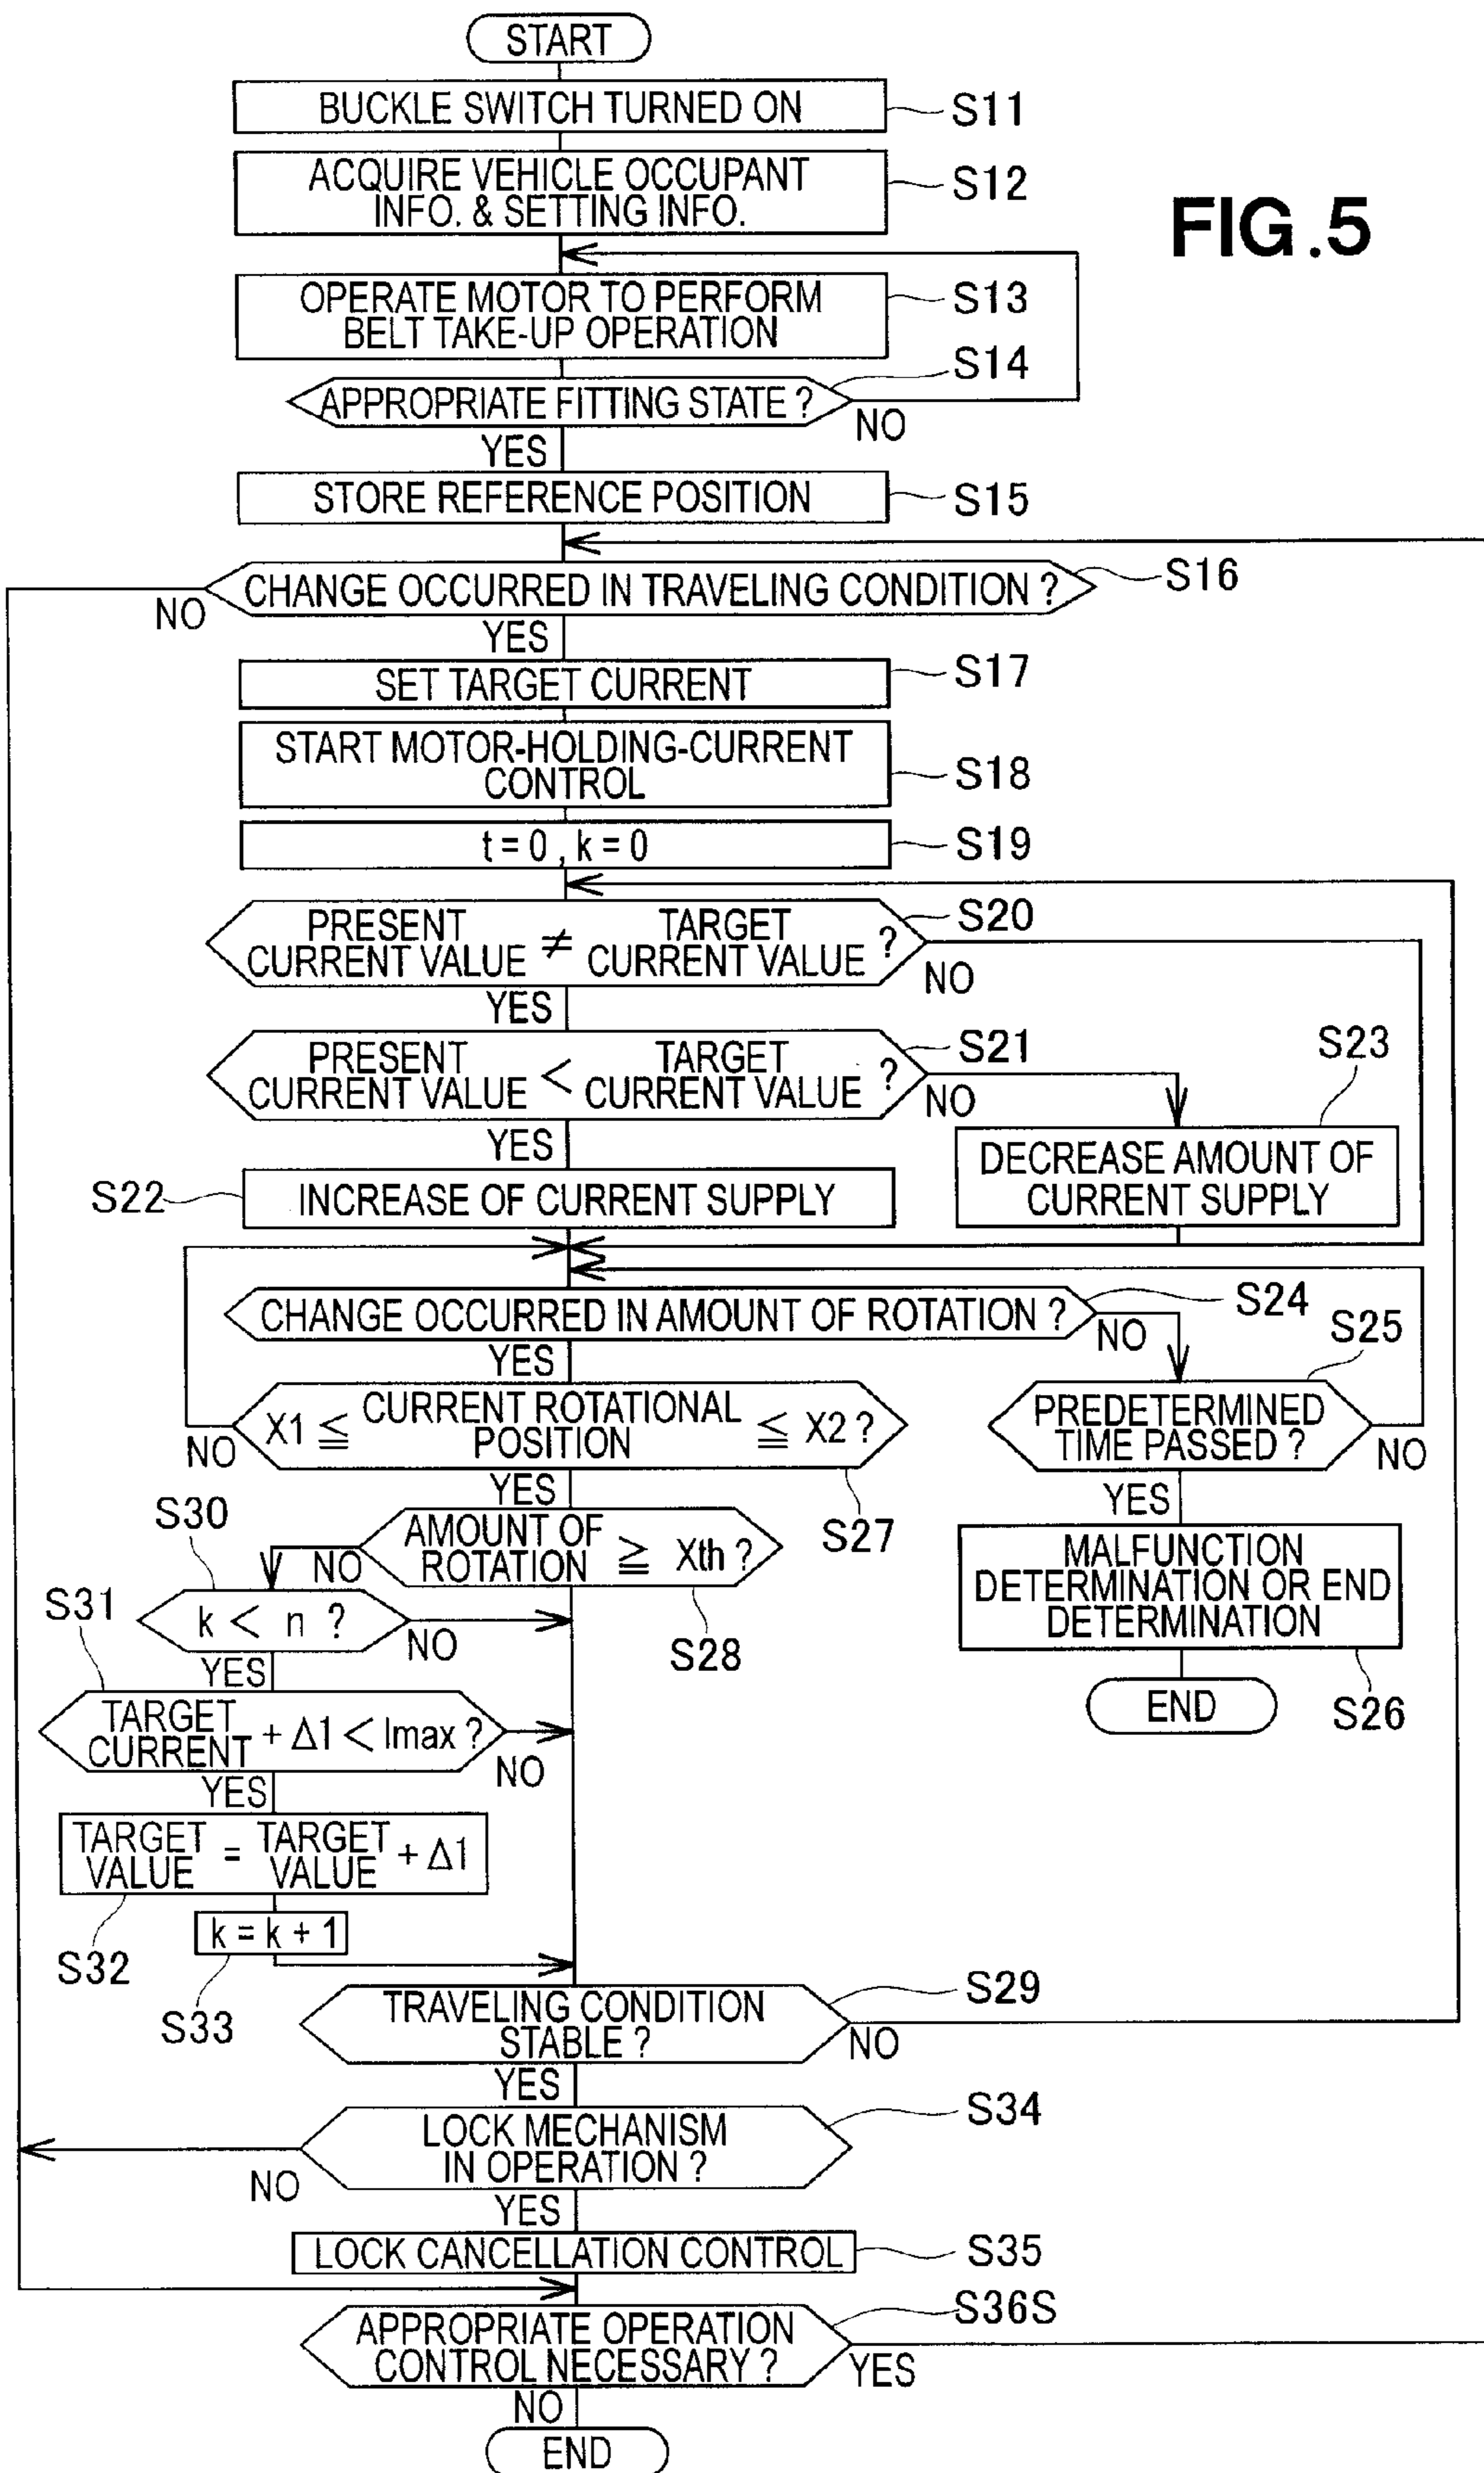 START
BUCKLE SWITCH TURNED ON
S11
ACQUIRE VEHICLE OCCUPANT
INFO. & SETTING INFO.
S12
FIG.5
OPERATE MOTOR TO PERFORM
BELT TAKE-UP OPERATION
S13
S14
APPROPRIATE FITTING STATE ?
NO
YES
STORE REFERENCE POSITION
S15
CHANGE OCCURRED IN TRAVELING CONDITION ?
S16
NO
YES
SET TARGET CURRENT
S17
START MOTOR-HOLDING-CURRENT
CONTROL
S18
t = 0 , k = 0
S19
PRESENT CURRENT VALUE ≠ TARGET CURRENT VALUE ?
S20
NO
YES
PRESENT CURRENT VALUE < TARGET CURRENT VALUE ?
S21
NO
YES
S23
DECREASE AMOUNT OF
CURRENT SUPPLY
S22
INCREASE OF CURRENT SUPPLY
CHANGE OCCURRED IN AMOUNT OF ROTATION ?
S24
NO
YES
S25
PREDETERMINED
TIME PASSED ?
NO
YES
X1 ≦ CURRENT ROTATIONAL POSITION ≦ X2 ?
NO
YES
S27
MALFUNCTION
DETERMINATION OR END
DETERMINATION
S26
END
AMOUNT OF ROTATION ≧ Xth ?
NO
S28
S30
k < n ?
NO
YES
S31
TARGET CURRENT + Δ1 < Imax ?
NO
YES
TARGET VALUE = TARGET VALUE + Δ1
S32
k = k + 1
S33
TRAVELING CONDITION
STABLE ?
S29
NO
YES
LOCK MECHANISM
IN OPERATION ?
S34
NO
YES
LOCK CANCELLATION CONTROL
S35
APPROPRIATE OPERATION
CONTROL NECESSARY ?
S36S
YES
NO
END